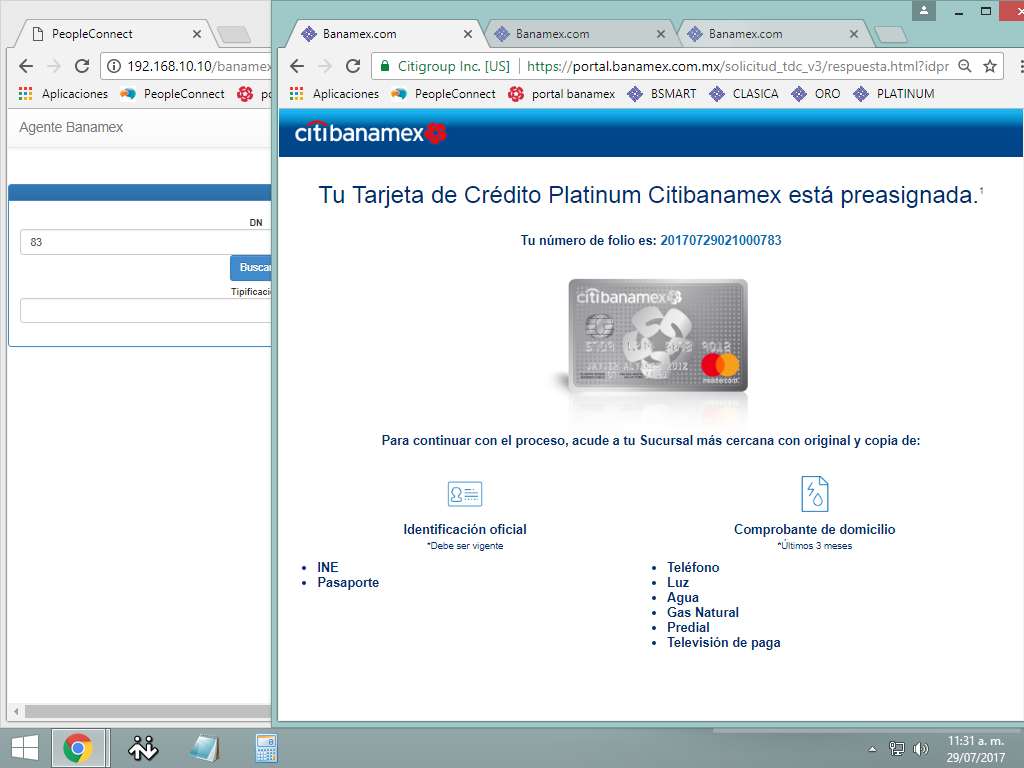 PeopleConnect
192.168.10.10/banamex
Aplicaciones
PeopleConnect
Agente Banamex
DN
83
Buscar
Banamex.com
Banamex.com
Banamex.com
Citigroup Inc. [US]
https://portal.banamex.com.mx/solicitud_tdc_v3/respuesta.html?idpr
Aplicaciones
PeopleConnect
portal banamex
BSMART
CLASICA
ORO
PLATINUM
citibanamex
Tu Tarjeta de Crédito Platinum Citibanamex está preasignada.1
Tu número de folio es: 20170729021000783
citibanamex
mastercard
Para continuar con el proceso, acude a tu Sucursal más cercana con original y copia de:
Identificación oficial
*Debe ser vigente
• INE
• Pasaporte
Comprobante de domicilio
*Últimos 3 meses
• Teléfono
• Luz
• Agua
• Gas Natural
• Predial
• Televisión de paga
11:31 a. m.
29/07/2017